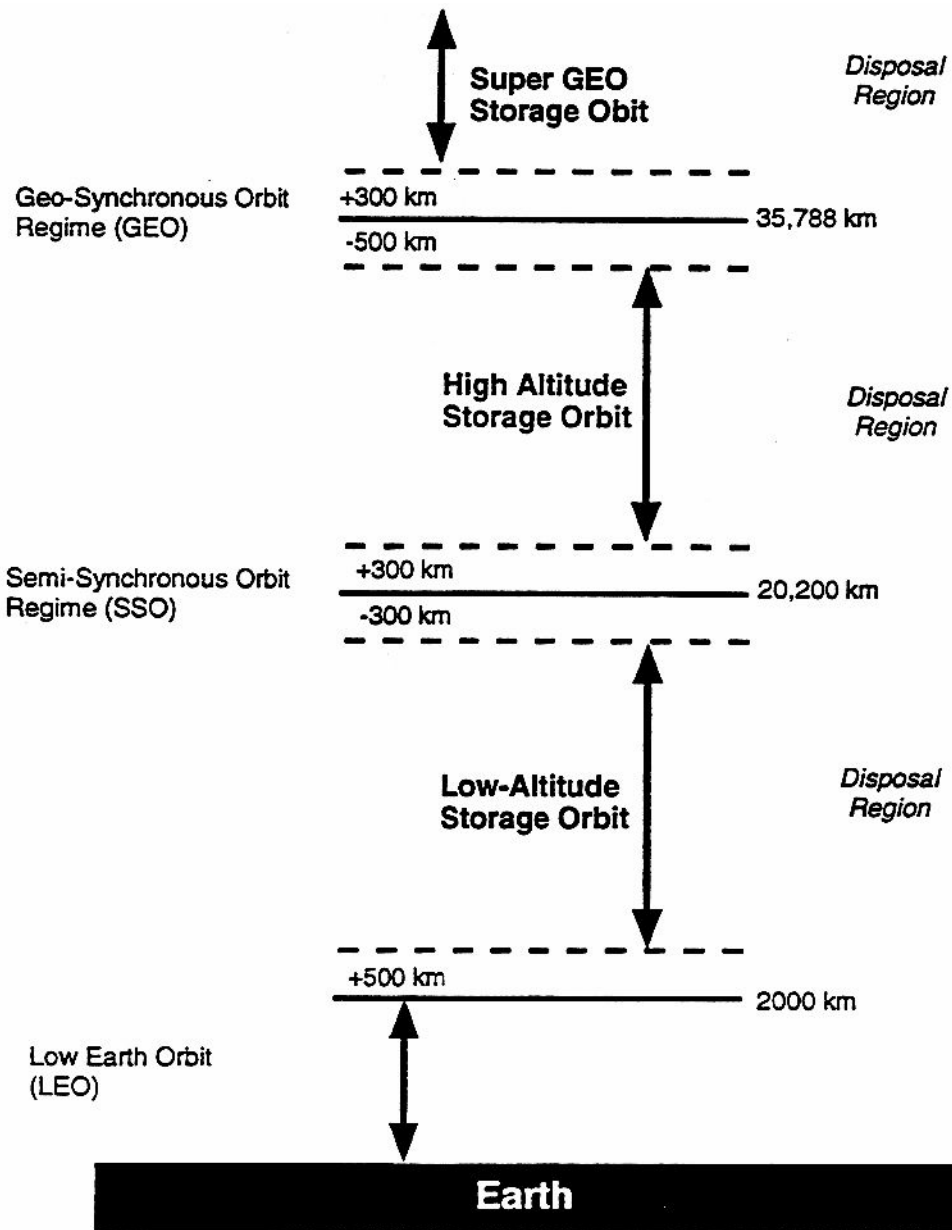 Super GEO
Storage Obit
Disposal
Region
Geo-Synchronous Orbit
Regime (GEO)
+300 km
35,788 km
-500 km
High Altitude
Storage Orbit
Disposal
Region
Semi-Synchronous Orbit
Regime (SSO)
+300 km
20,200 km
-300 km
Low-Altitude
Storage Orbit
Disposal
Region
+500 km
2000 km
Low Earth Orbit
(LEO)
Earth